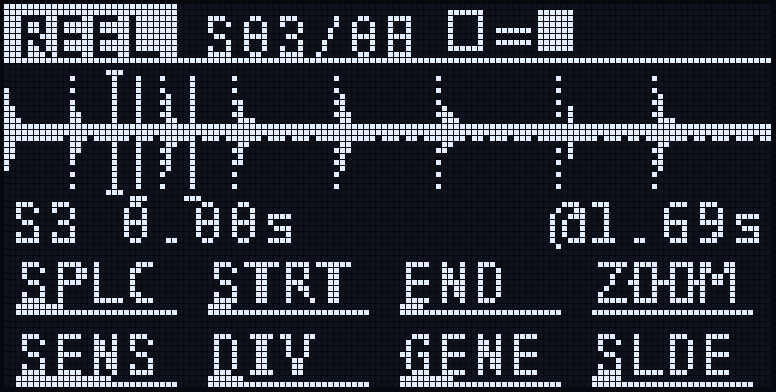 REEL S03/08 □=■
S3 0.00s @1.69s
SPLC STRT END ZOOM
SENS DIV GENE SLDE